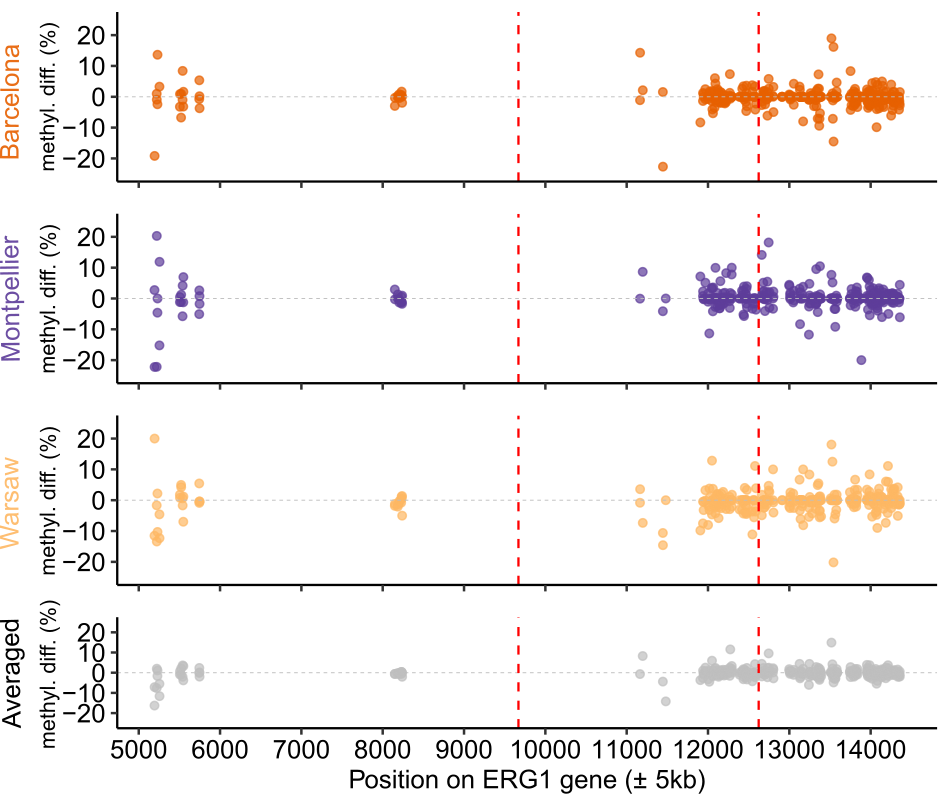 Barcelona
methyl. diff. (%)
20
10
0
−10
−20
Montpellier
methyl. diff. (%)
20
10
0
−10
−20
Warsaw
methyl. diff. (%)
20
10
0
−10
−20
Averaged
methyl. diff. (%)
20
10
0
−10
−20
5000 6000 7000 8000 9000 10000 11000 12000 13000 14000
Position on ERG1 gene (± 5kb)